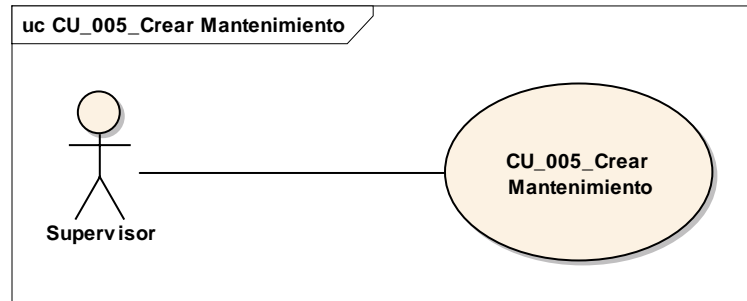 uc CU_005_Crear Mantenimiento
CU_005_Crear
Mantenimiento
Supervisor